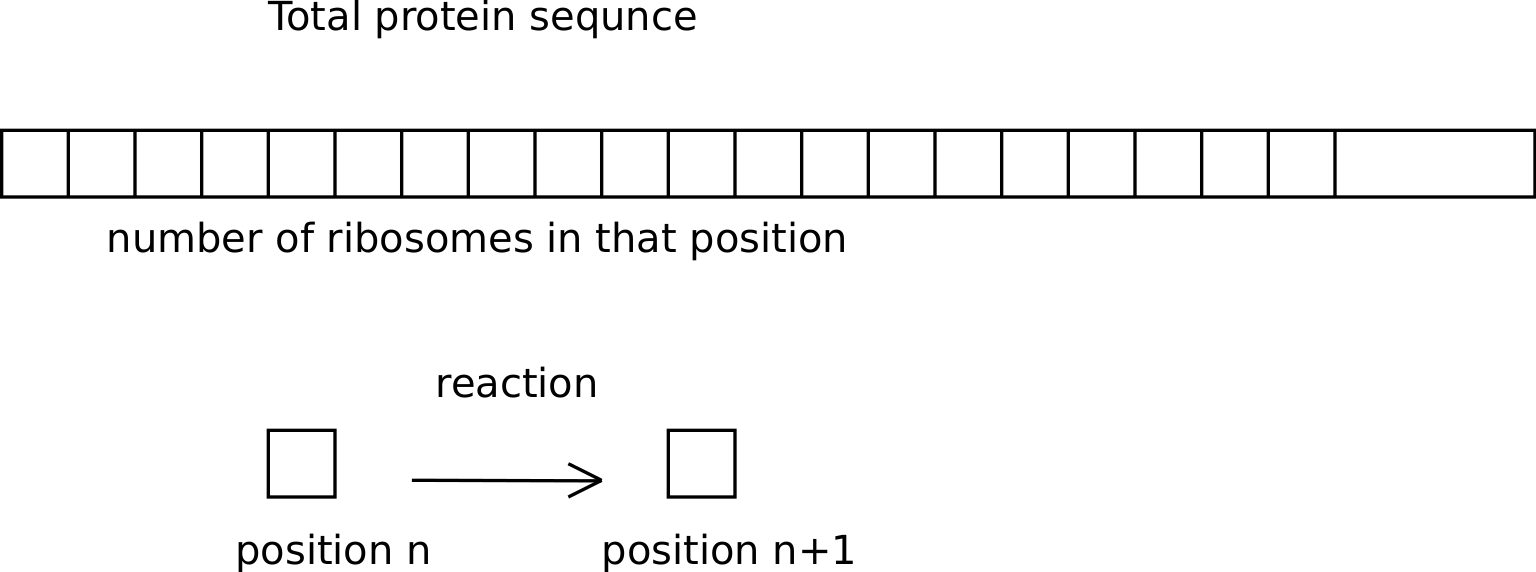 Total protein sequnce
number of ribosomes in that position
reaction
position n
position n+1